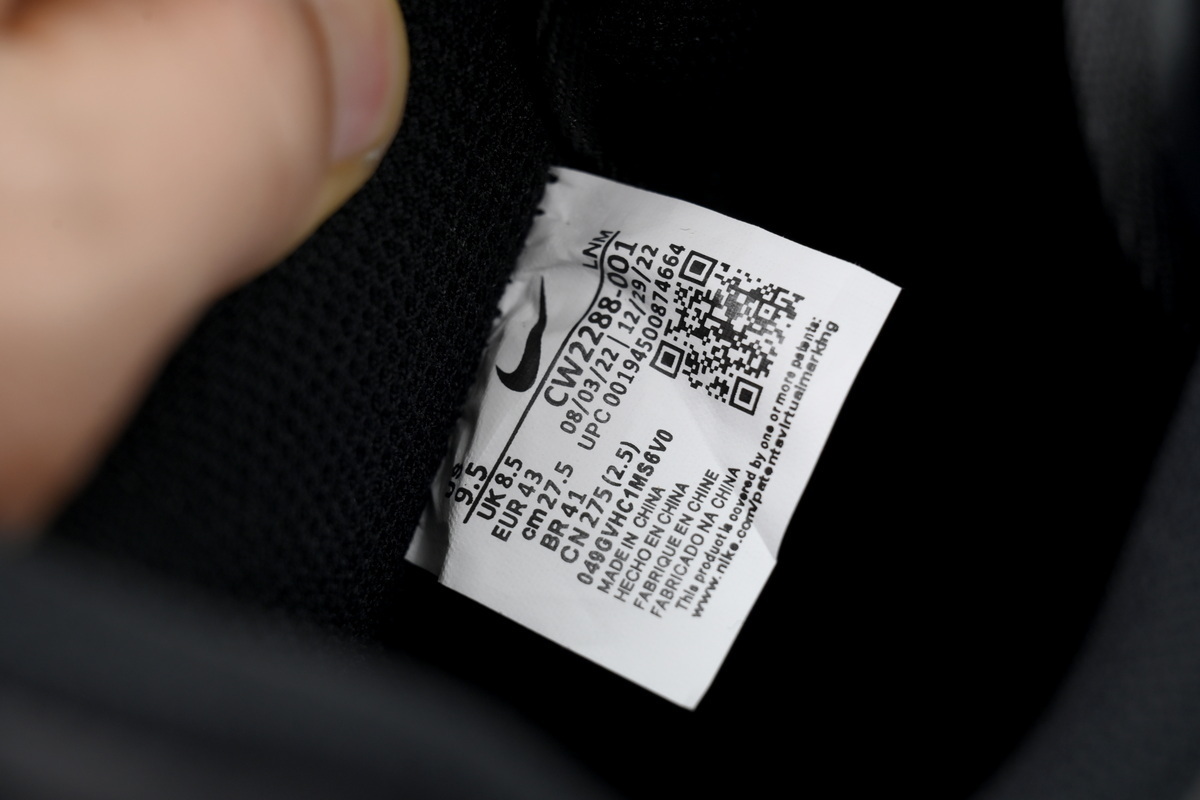 US
9.5
LNM
UK 8.5
EUR 43
cm 27.5
BR 41
CN 275 (2.5)
CW2288-001
08/03/22 | 12/29/22
UPC 00194500874664
049GVHC1MS6V0
MADE IN CHINA
HECHO EN CHINA
FABRIQUE EN CHINE
FABRICADO NA CHINA
This product is covered by one or more patents:
www.nike.com/patentsvirtualmarking